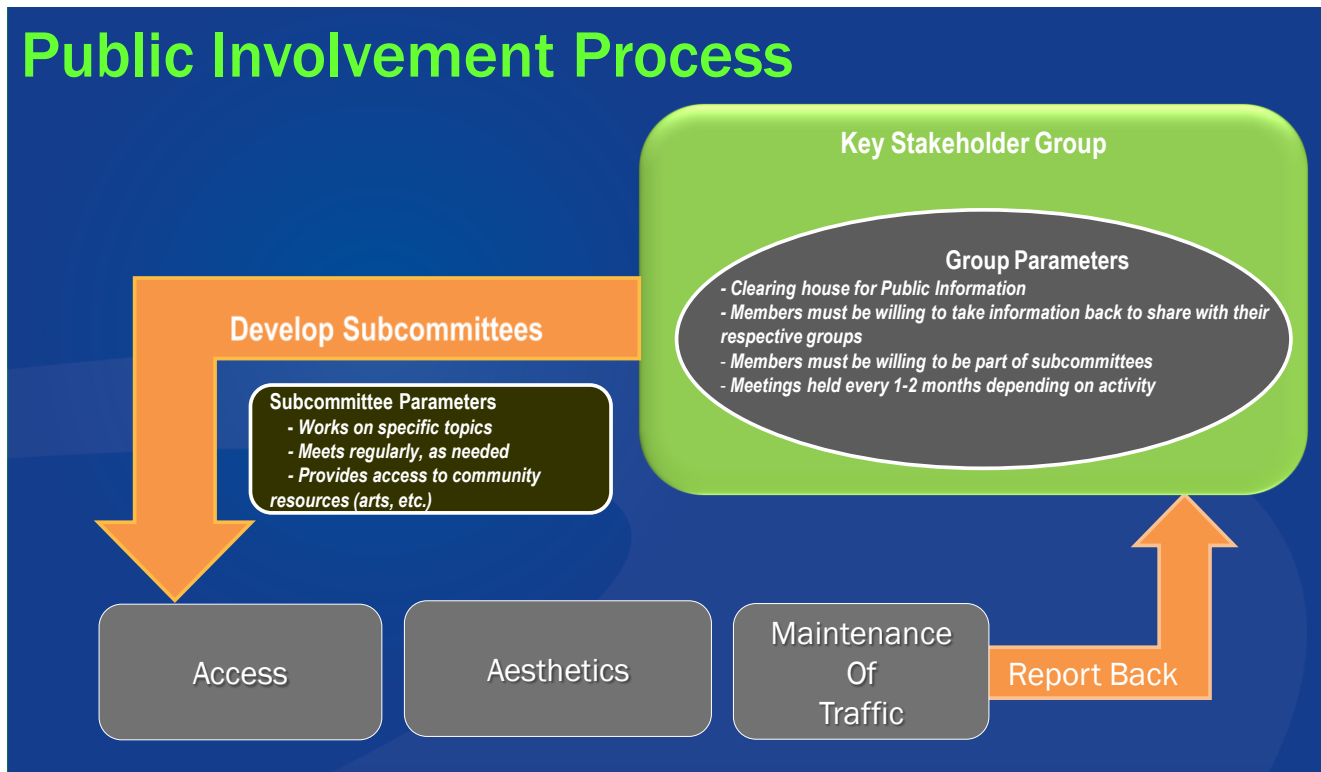 Public Involvement Process
Key Stakeholder Group
Group Parameters
- Clearing house for Public Information
- Members must be willing to take information back to share with their
respective groups
- Members must be willing to be part of subcommittees
- Meetings held every 1-2 months depending on activity
Develop Subcommittees
Subcommittee Parameters
- Works on specific topics
- Meets regularly, as needed
- Provides access to community
resources (arts, etc.)
Access
Aesthetics
Maintenance
Of
Traffic
Report Back